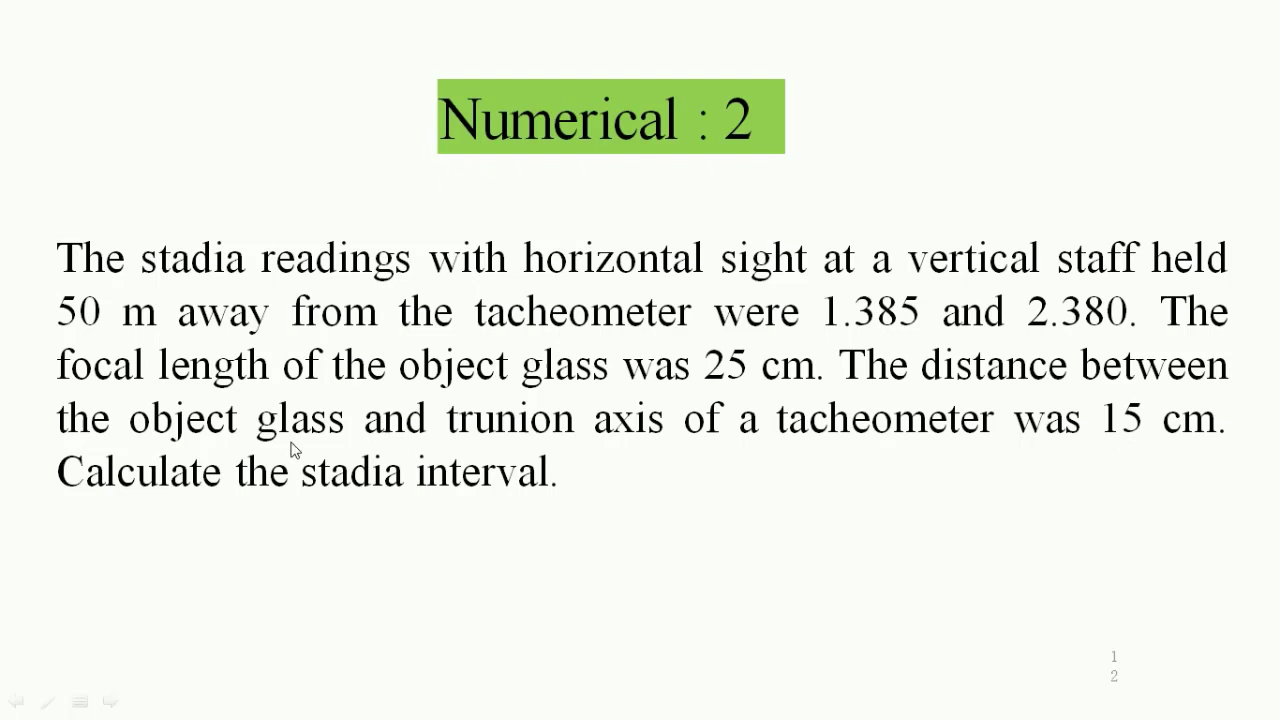 Numerical : 2
The stadia readings with horizontal sight at a vertical staff held
50 m away from the tacheometer were 1.385 and 2.380. The
focal length of the object glass was 25 cm. The distance between
the object glass and trunion axis of a tacheometer was 15 cm.
Calculate the stadia interval.
1
2